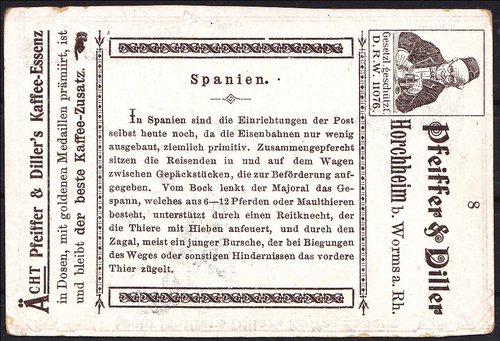 ÄCHT Pfeiffer & Diller's Kaffee-Essenz
in Dosen, mit goldenen Medaillen prämiirt, ist
und bleibt der beste Kaffee-Zusatz.
Spanien.
In Spanien sind die Einrichtungen der Post
selbst heute noch, da die Eisenbahnen nur wenig
ausgebaut, ziemlich primitiv. Zusammengepfercht
sitzen die Reisenden in und auf dem Wagen
zwischen Gepäckstücken, die zur Beförderung auf-
gegeben. Vom Bock lenkt der Majoral das Ge-
spann, welches aus 6—12 Pferden oder Maulthieren
besteht, unterstützt durch einen Reitknecht, der
die Thiere mit Hieben anfeuert, und durch den
Zagal, meist ein junger Bursche, der bei Biegungen
des Weges oder sonstigen Hindernissen das vordere
Thier zügelt.
Gesetzl. geschützt.
D. R. W. 11076.
Pfeiffer & Diller
Horchheim b. Worms a. Rh.
8